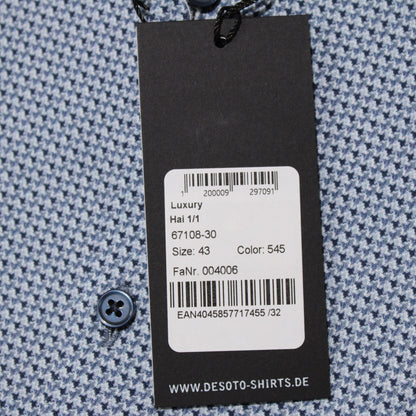 1 200009 297091
Luxury
Hai 1/1
67108-30
Size: 43 Color: 545
FaNr. 004006
EAN4045857717455 /32
WWW.DESOTO-SHIRTS.DE